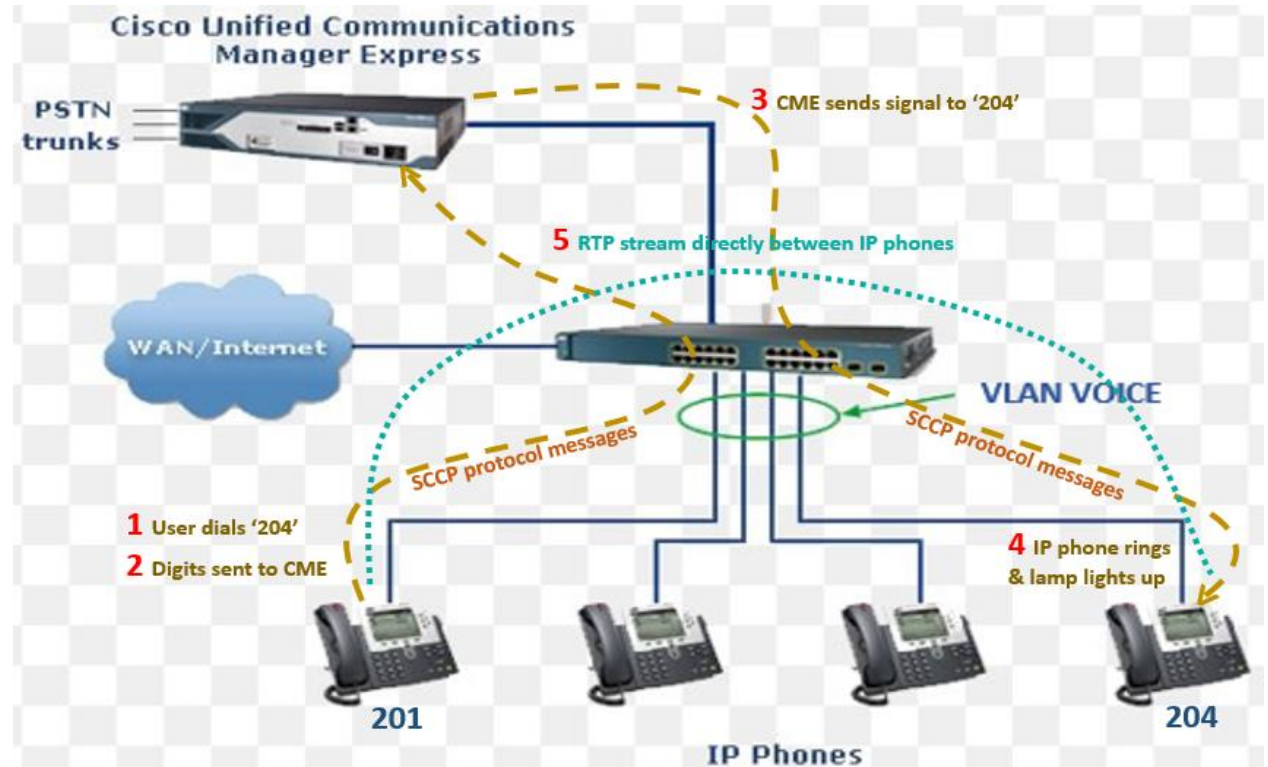 Cisco Unified Communications
Manager Express
PSTN
trunks
3 CME sends signal to ‘204’
5 RTP stream directly between IP phones
WAN/Internet
VLAN VOICE
SCCP protocol messages
SCCP protocol messages
1 User dials ‘204’
2 Digits sent to CME
4 IP phone rings
& lamp lights up
201
204
IP Phones